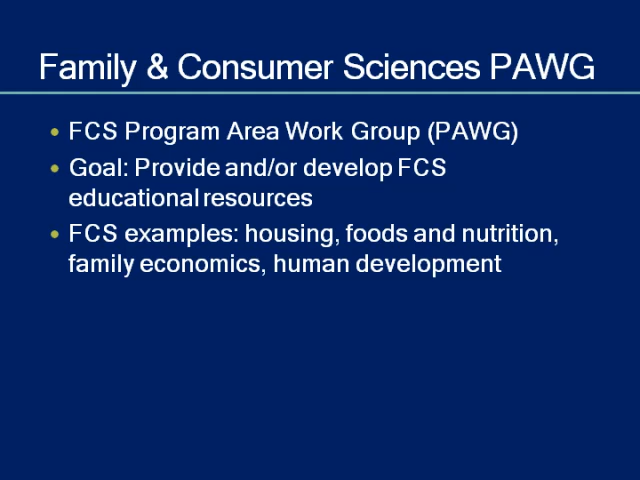 Family & Consumer Sciences PAWG
• FCS Program Area Work Group (PAWG)
• Goal: Provide and/or develop FCS
educational resources
• FCS examples: housing, foods and nutrition,
family economics, human development